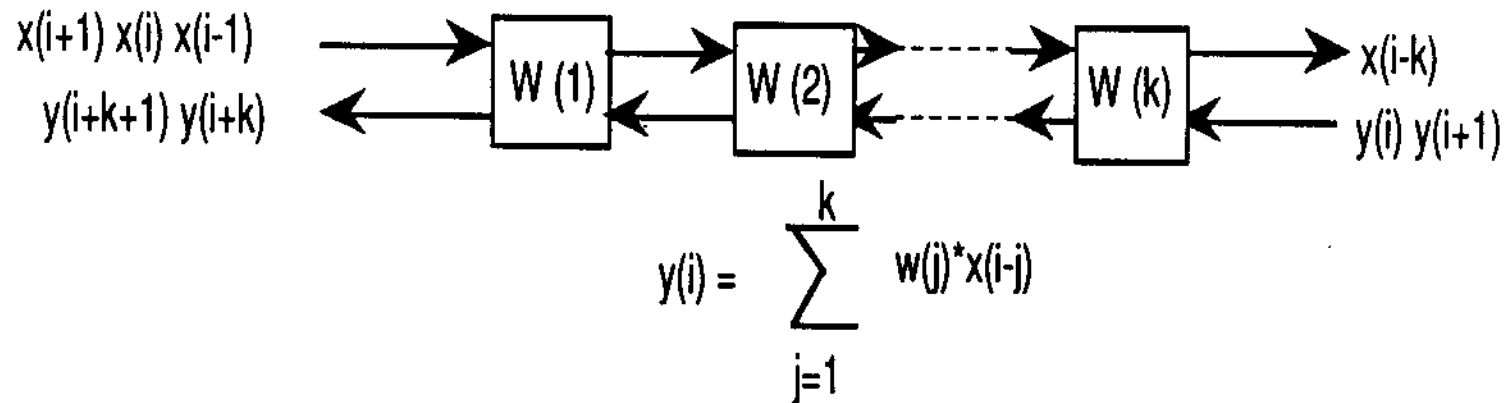 x(i+1) x(i) x(i-1)
y(i+k+1) y(i+k)
W (1)
W (2)
W (k)
x(i-k)
y(i) y(i+1)
k
y(i) = ∑ w(j)*x(i-j)
j=1